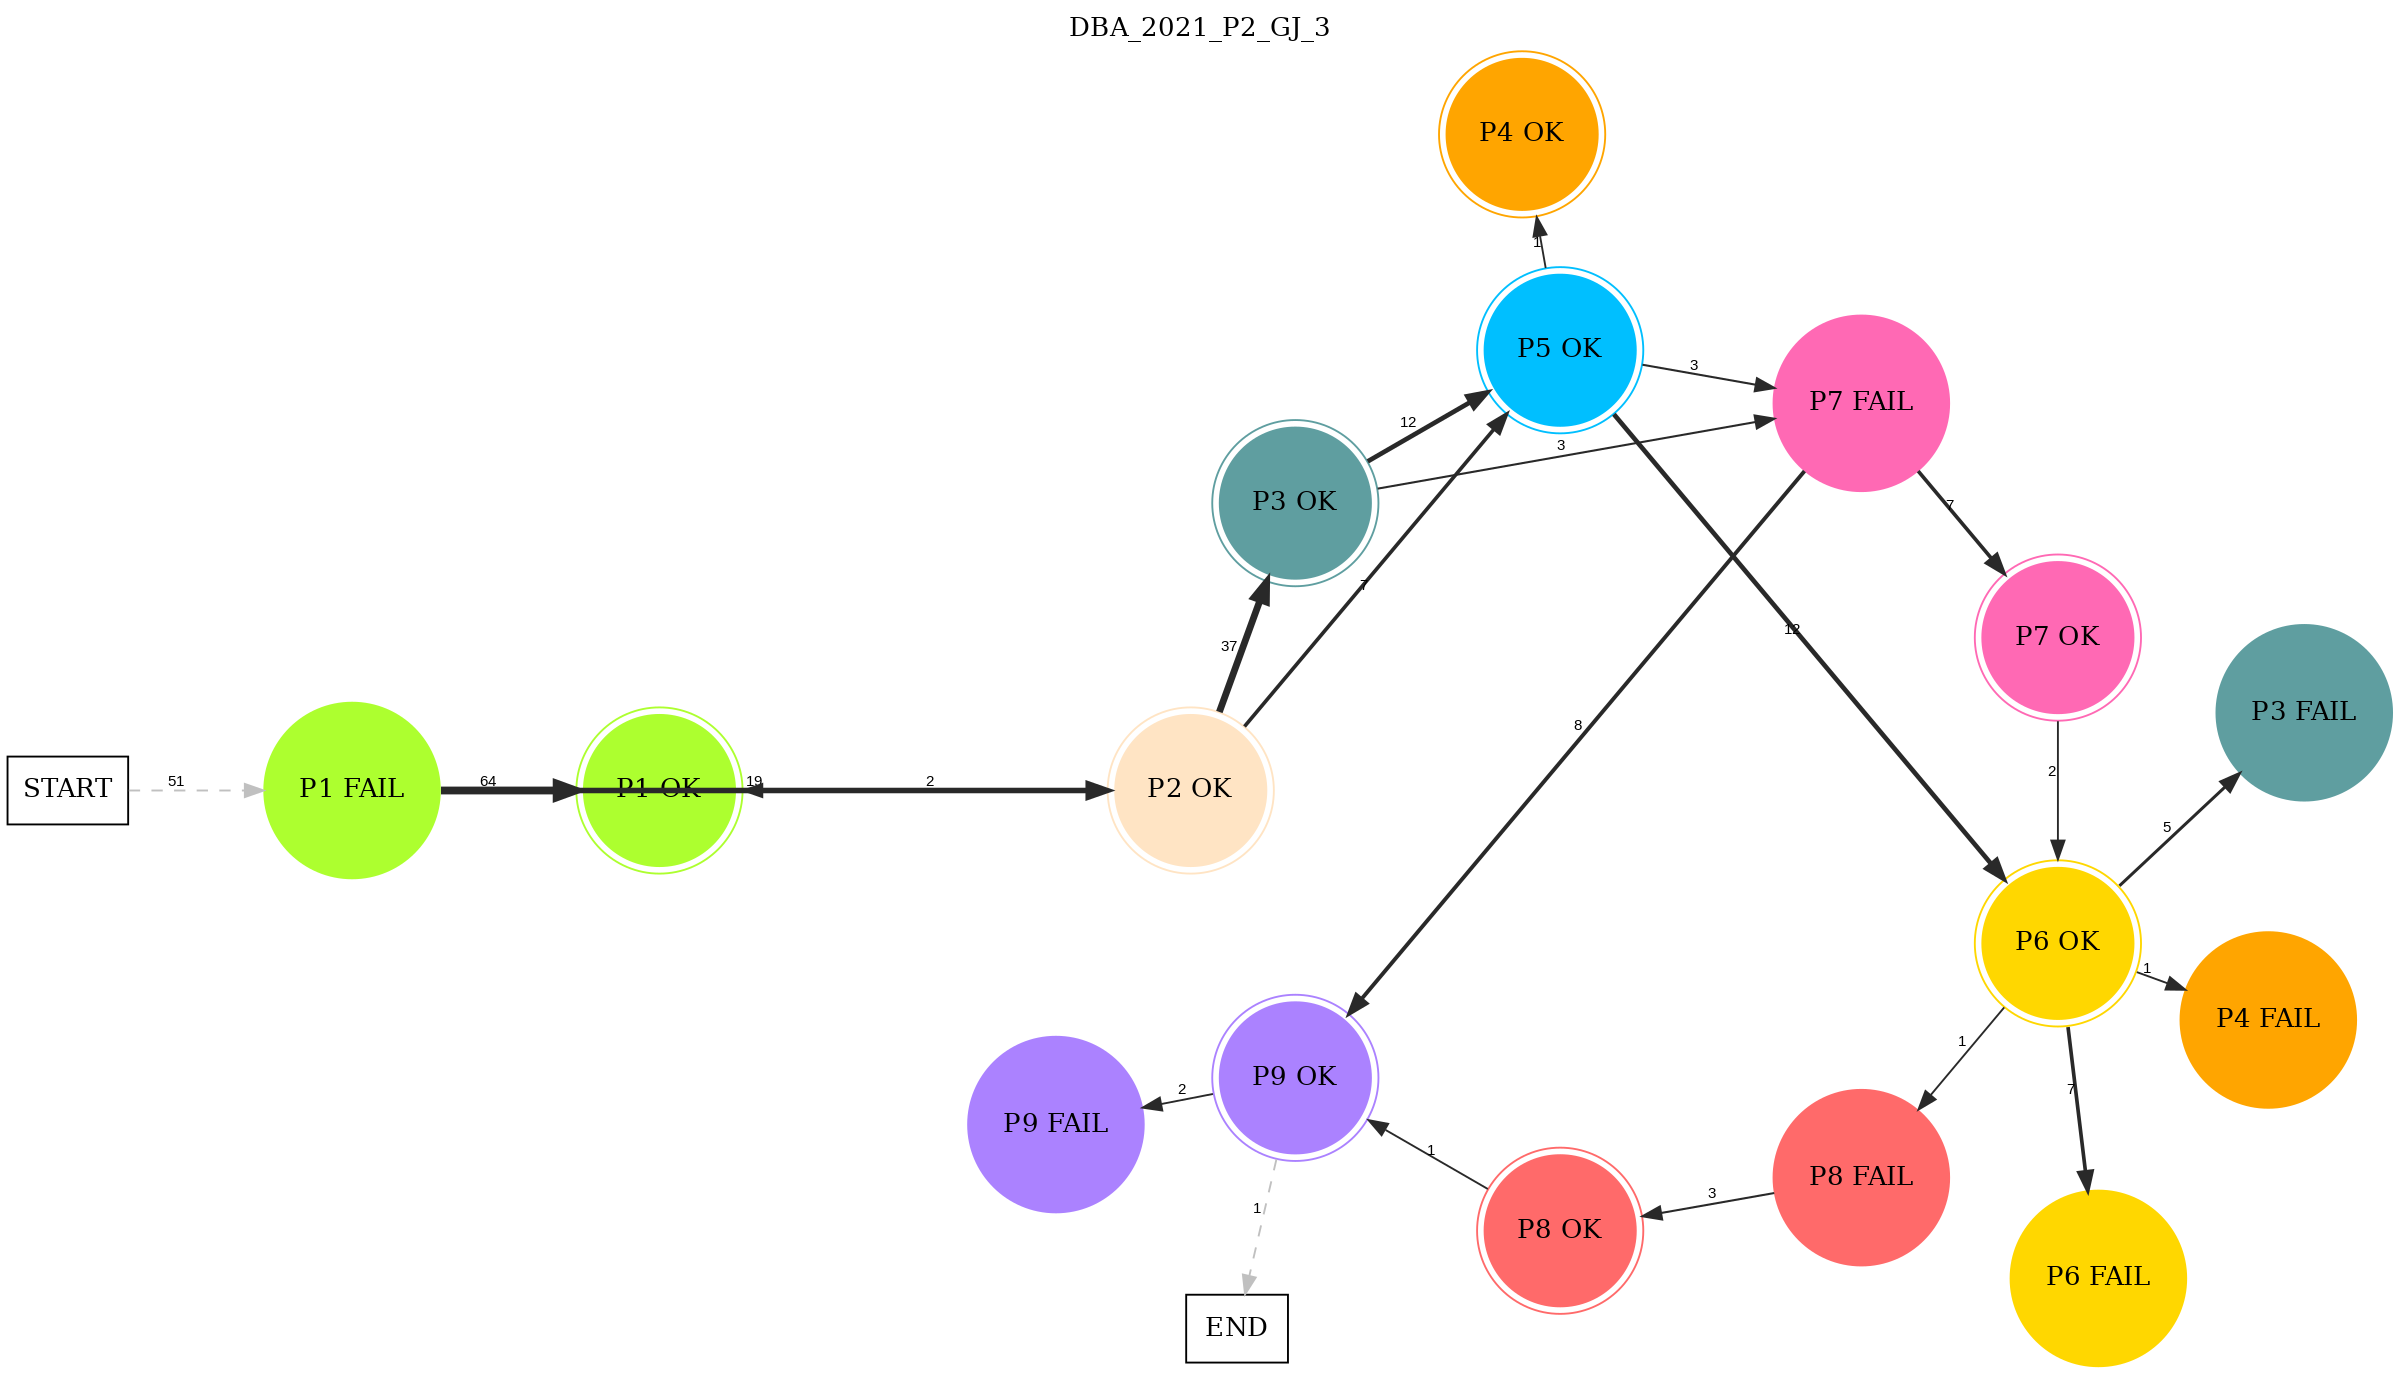 DBA_2021_P2_GJ_3
P4 OK
1
P5 OK
3
P7 FAIL
12
3
P3 OK
7
7
12
P7 OK
37
8
2
P3 FAIL
START
51
P1 FAIL
64
P1 OK
19
2
P2 OK
5
P6 OK
1
P4 FAIL
1
7
P9 OK
2
P9 FAIL
1
P8 FAIL
3
P8 OK
1
P6 FAIL
END